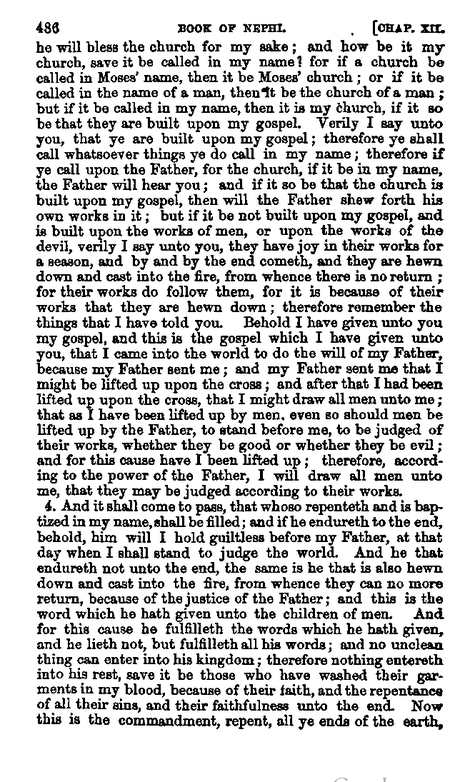 486 BOOK OF NEPHI. [CHAP. XII.
he will bless the church for my sake; and how be it my
church, save it be called in my name? for if a church be
called in Moses' name, then it be Moses' church; or if it be
called in the name of a man, then it be the church of a man;
but if it be called in my name, then it is my church, if it so
be that they are built upon my gospel. Verily I say unto
you, that ye are built upon my gospel; therefore ye shall
call whatsoever things ye do call in my name; therefore if
ye call upon the Father, for the church, if it be in my name,
the Father will hear you; and if it so be that the church is
built upon my gospel, then will the Father shew forth his
own works in it; but if it be not built upon my gospel, and
is built upon the works of men, or upon the works of the
devil, verily I say unto you, they have joy in their works for
a season, and by and by the end cometh, and they are hewn
down and cast into the fire, from whence there is no return;
for their works do follow them, for it is because of their
works that they are hewn down; therefore remember the
things that I have told you. Behold I have given unto you
my gospel, and this is the gospel which I have given unto
you, that I came into the world to do the will of my Father,
because my Father sent me; and my Father sent me that I
might be lifted up upon the cross; and after that I had been
lifted up upon the cross, that I might draw all men unto me;
that as I have been lifted up by men, even so should men be
lifted up by the Father, to stand before me, to be judged of
their works, whether they be good or whether they be evil;
and for this cause have I been lifted up; therefore, accord-
ing to the power of the Father, I will draw all men unto
me, that they may be judged according to their works.
4. And it shall come to pass, that whoso repenteth and is bap-
tized in my name, shall be filled; and if he endureth to the end,
behold, him will I hold guiltless before my Father, at that
day when I shall stand to judge the world. And he that
endureth not unto the end, the same is he that is also hewn
down and cast into the fire, from whence they can no more
return, because of the justice of the Father; and this is the
word which he hath given unto the children of men. And
for this cause he fulfilleth the words which he hath given,
and he lieth not, but fulfilleth all his words; and no unclean
thing can enter into his kingdom; therefore nothing entereth
into his rest, save it be those who have washed their gar-
ments in my blood, because of their faith, and the repentance
of all their sins, and their faithfulness unto the end. Now
this is the commandment, repent, all ye ends of the earth,